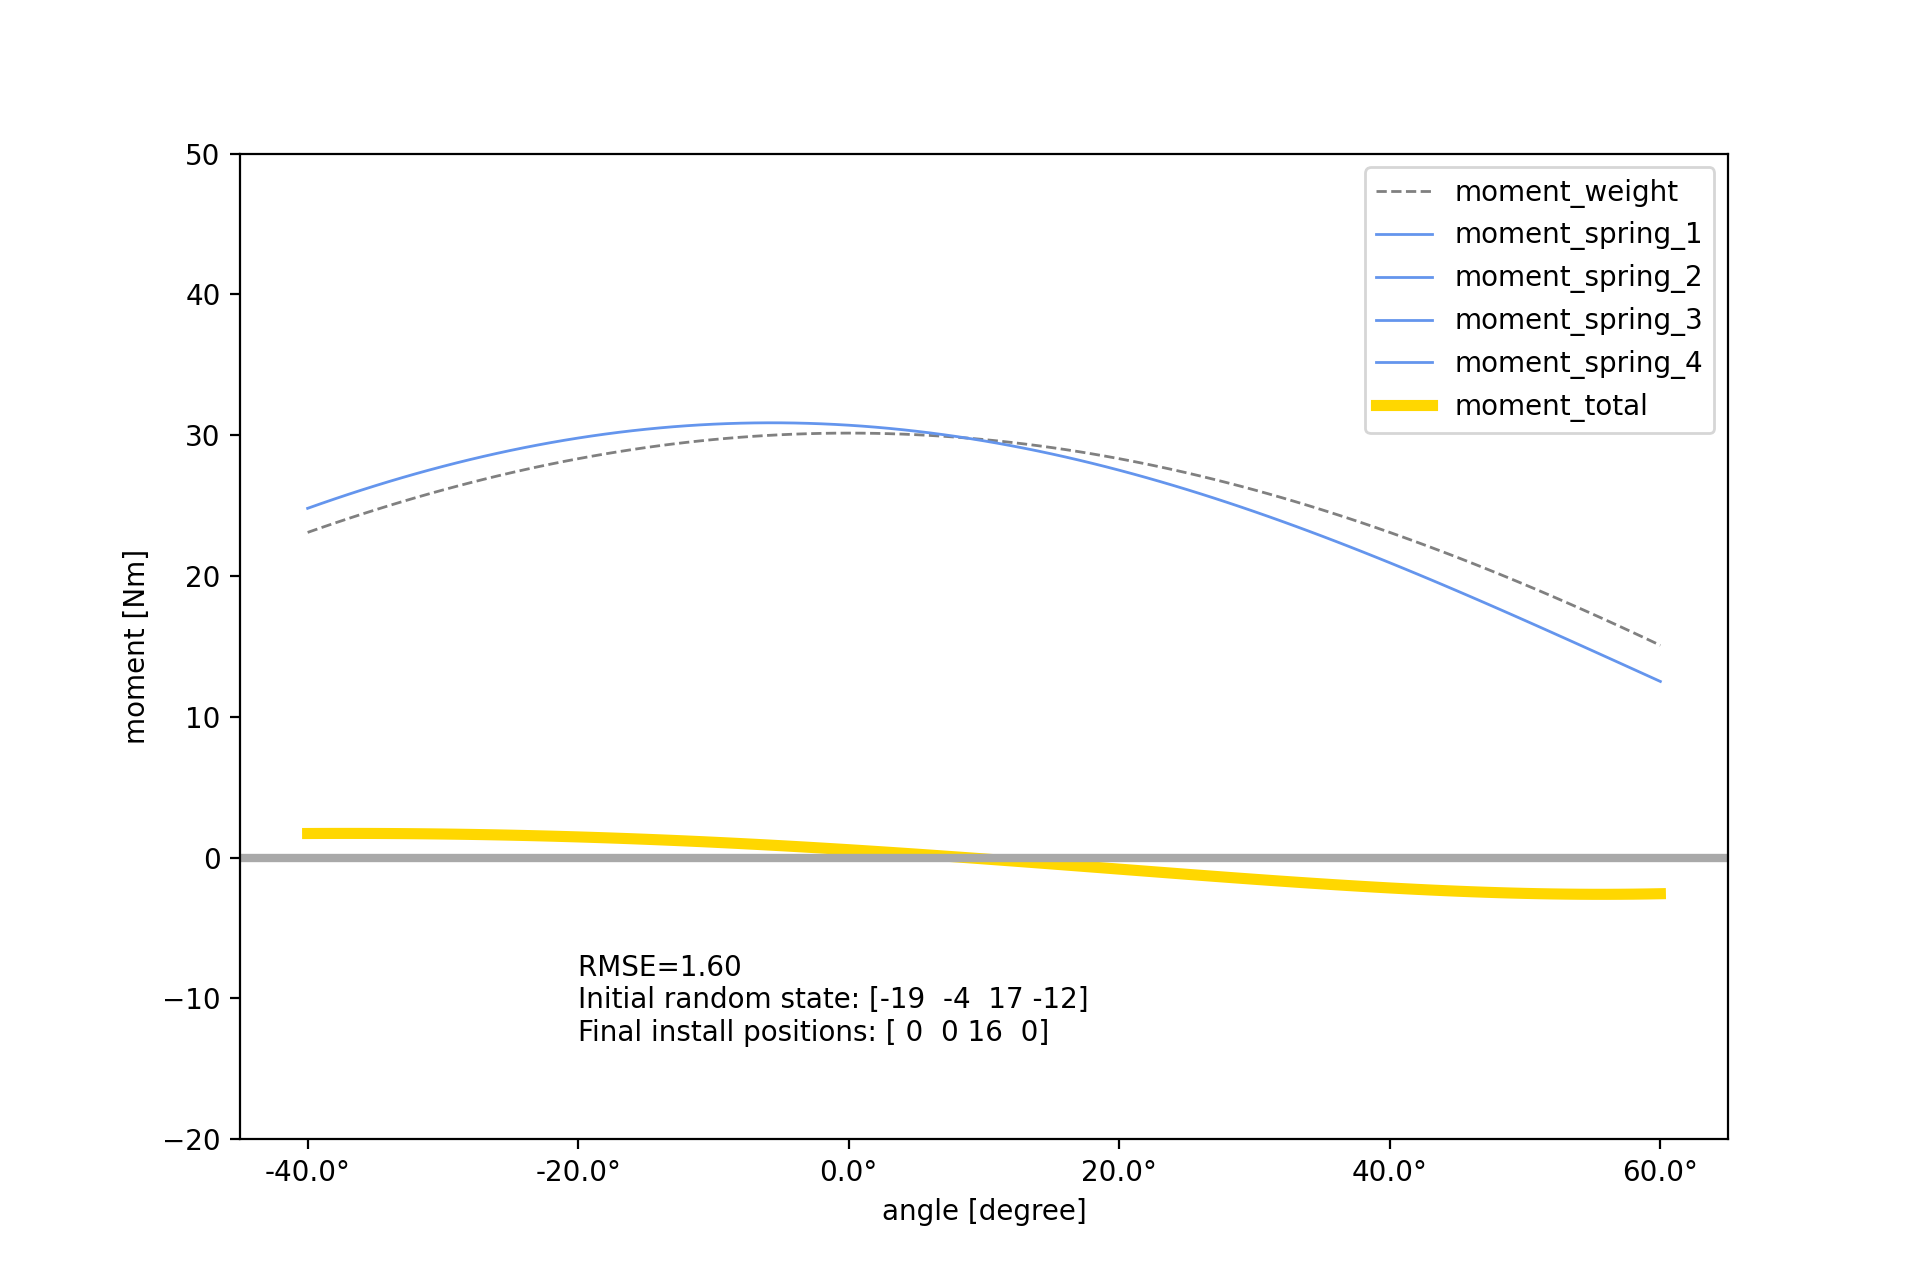 50
40
30
20
10
0
−10
−20
moment [Nm]
moment_weight
moment_spring_1
moment_spring_2
moment_spring_3
moment_spring_4
moment_total
RMSE=1.60
Initial random state: [-19  -4  17 -12]
Final install positions: [ 0  0 16  0]
-40.0° -20.0° 0.0° 20.0° 40.0° 60.0°
angle [degree]